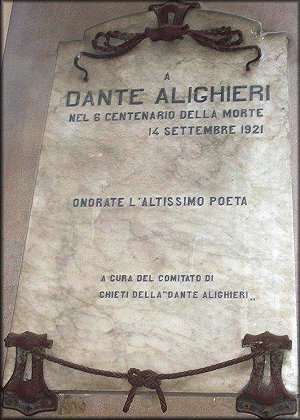 A
DANTE ALIGHIERI
NEL 6 CENTENARIO DELLA MORTE
14 SETTEMBRE 1921
ONORATE L'ALTISSIMO POETA
A CURA DEL COMITATO DI
CHIETI DELLA "DANTE ALIGHIERI„